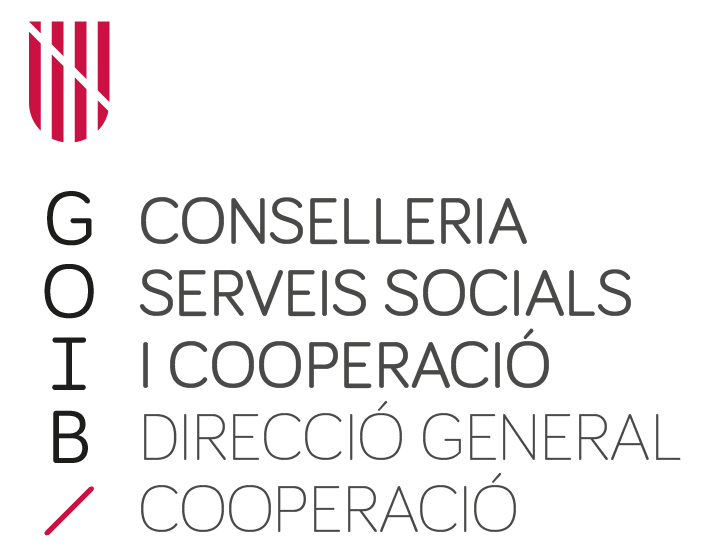 G CONSELLERIA
O SERVEIS SOCIALS
I I COOPERACIÓ
B DIRECCIÓ GENERAL
/ COOPERACIÓ